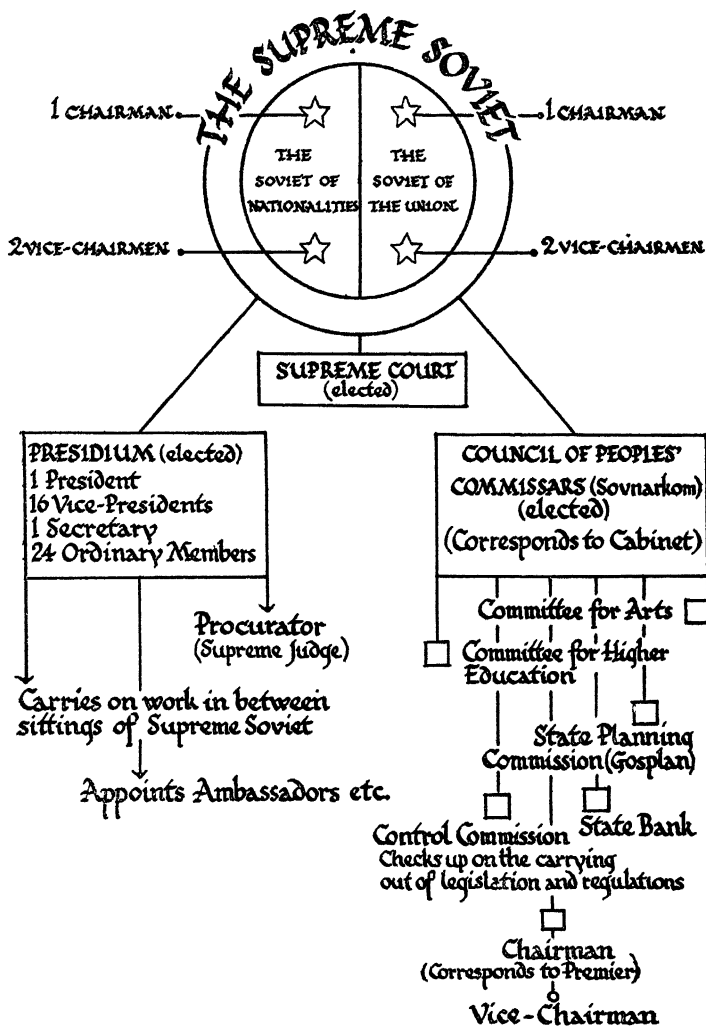 THE SUPREME SOVIET
1 CHAIRMAN
1 CHAIRMAN
THE
SOVIET OF
NATIONALITIES
THE
SOVIET OF
THE UNION.
2 VICE-CHAIRMEN
2 VICE-CHAIRMEN
SUPREME COURT
(elected)
PRESIDIUM (elected)
1 President
16 Vice-Presidents
1 Secretary
24 Ordinary Members
Procurator
(Supreme Judge)
Carries on work in between
sittings of Supreme Soviet
Appoints Ambassadors etc.
COUNCIL OF PEOPLES'
COMMISSARS (Sovnarkom)
(elected)
(Corresponds to Cabinet)
Committee for Arts
Committee for Higher
Education
State Planning
Commission (Gosplan)
Control Commission
Checks up on the carrying
out of legislation and regulations
State Bank
Chairman
(Corresponds to Premier)
Vice-Chairman